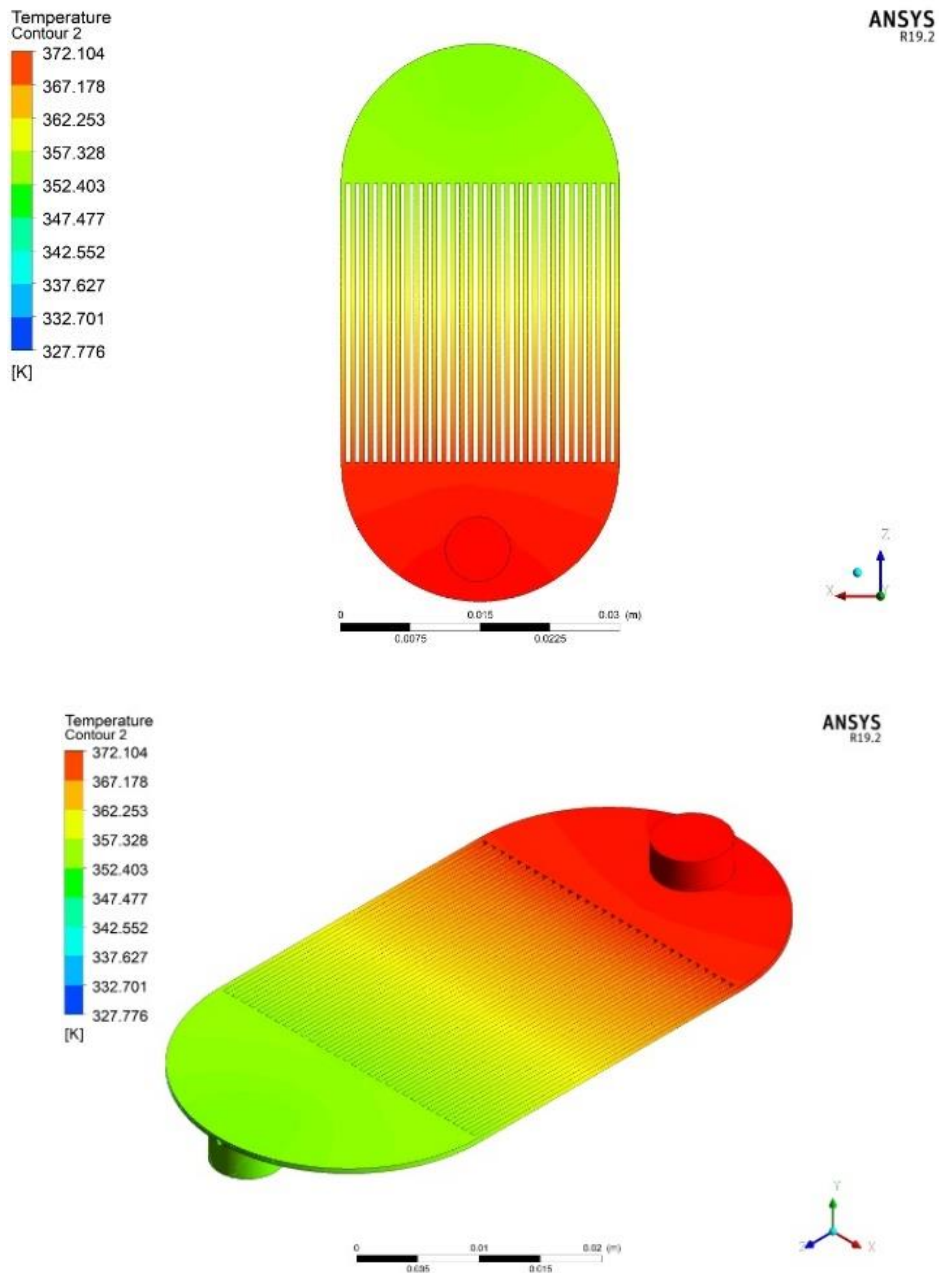 Temperature
Contour 2
372.104
367.178
362.253
357.328
352.403
347.477
342.552
337.627
332.701
327.776
[K]
ANSYS
R19.2
Z
X
Y
0 0.015 0.03 (m)
0.0075 0.0225
Temperature
Contour 2
372.104
367.178
362.253
357.328
352.403
347.477
342.552
337.627
332.701
327.776
[K]
ANSYS
R19.2
Y
Z X
0 0.01 0.02 (m)
0.005 0.015